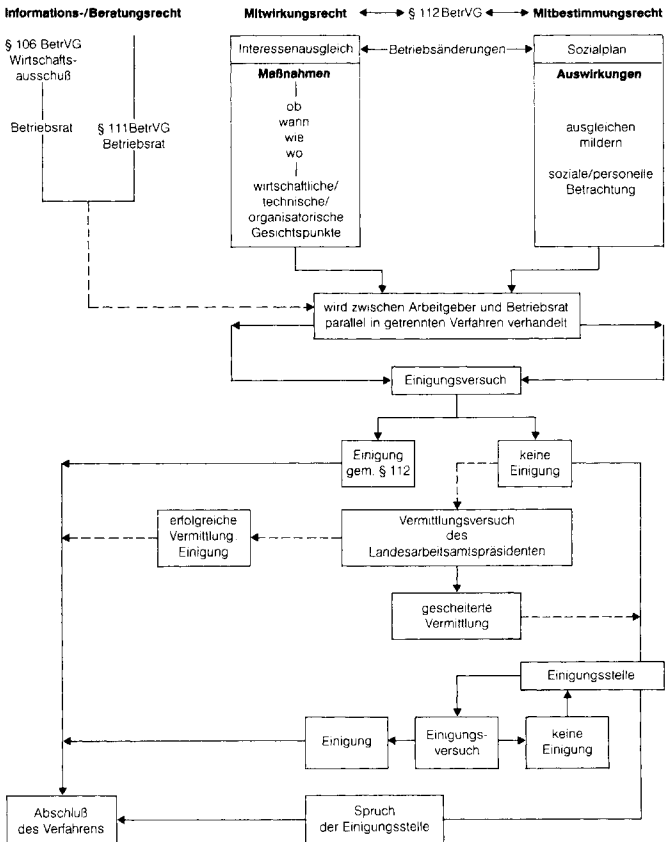 Informations-/Beratungsrecht
Mitwirkungsrecht
§ 112 BetrVG
Mitbestimmungsrecht
§ 106 BetrVG
Wirtschafts-
ausschuß
Betriebsrat
§ 111 BetrVG
Betriebsrat
Interessenausgleich
Betriebsänderungen
Sozialplan
Maßnahmen
ob
wann
wie
wo
wirtschaftliche/
technische/
organisatorische
Gesichtspunkte
Auswirkungen
ausgleichen
mildern
soziale/personelle
Betrachtung
wird zwischen Arbeitgeber und Betriebsrat
parallel in getrennten Verfahren verhandelt
Einigungsversuch
Einigung
gem. § 112
keine
Einigung
erfolgreiche
Vermittlung,
Einigung
Vermittlungsversuch
des
Landesarbeitsamtspräsidenten
gescheiterte
Vermittlung
Einigungsstelle
Einigung
Einigungs-
versuch
keine
Einigung
Abschluß
des Verfahrens
Spruch
der Einigungsstelle